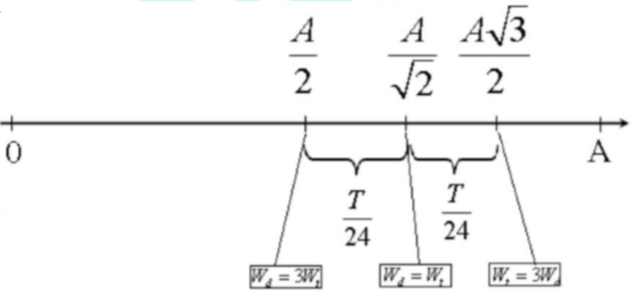 A/2 A/√2 A√3/2
0 A
T/24 T/24
W_đ = 3W_t W_đ = W_t W_t = 3W_đ